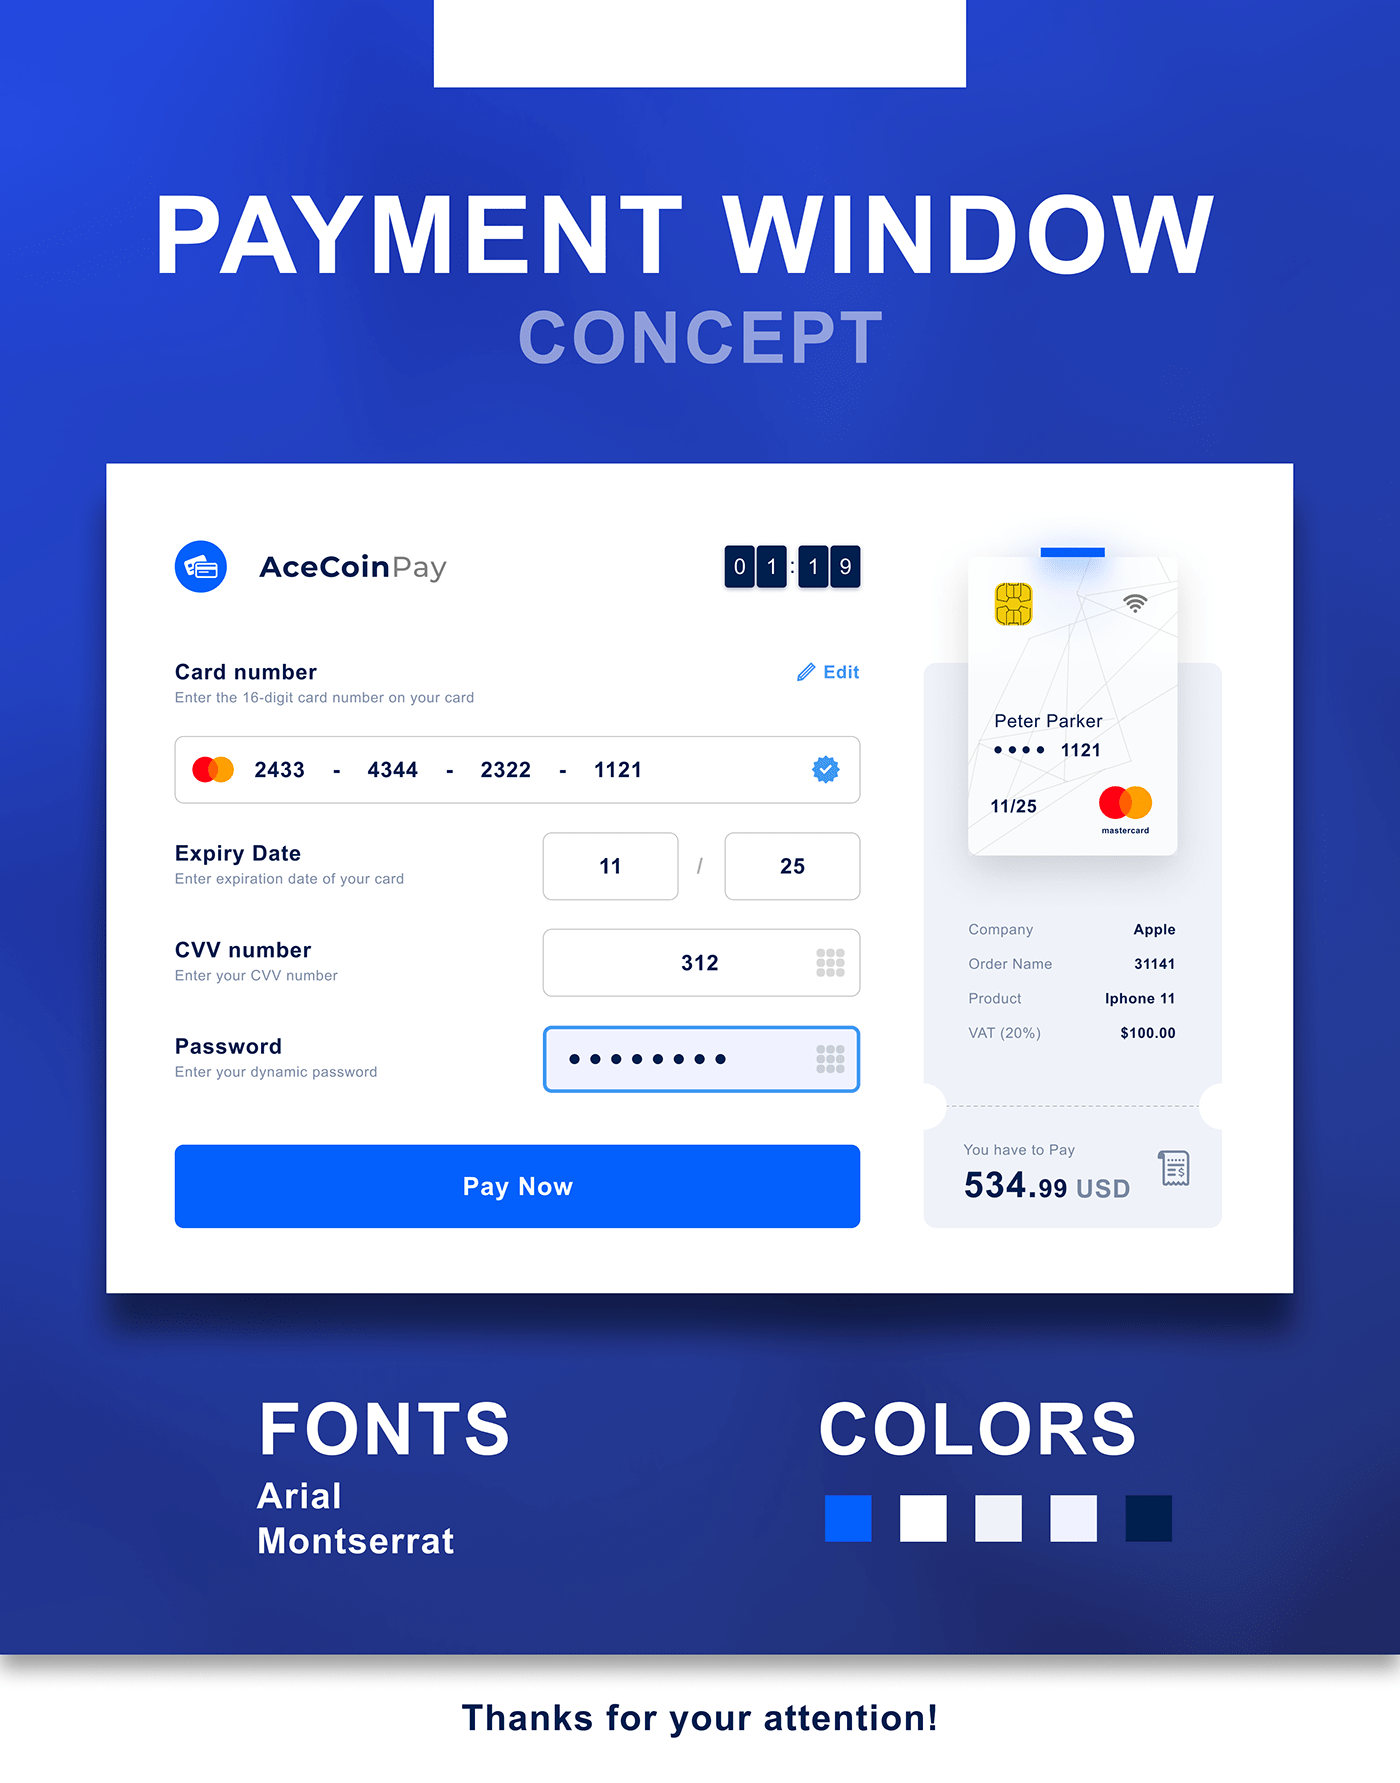 PAYMENT WINDOW
CONCEPT
AceCoinPay
01:19
Card number
Edit
Enter the 16-digit card number on your card
2433 - 4344 - 2322 - 1121
Expiry Date
Enter expiration date of your card
11 / 25
CVV number
Enter your CVV number
312
Password
Enter your dynamic password
Pay Now
Peter Parker
•••• 1121
11/25
mastercard
Company Apple
Order Name 31141
Product Iphone 11
VAT (20%) $100.00
You have to Pay
534.99 USD
FONTS
Arial
Montserrat
COLORS
Thanks for your attention!